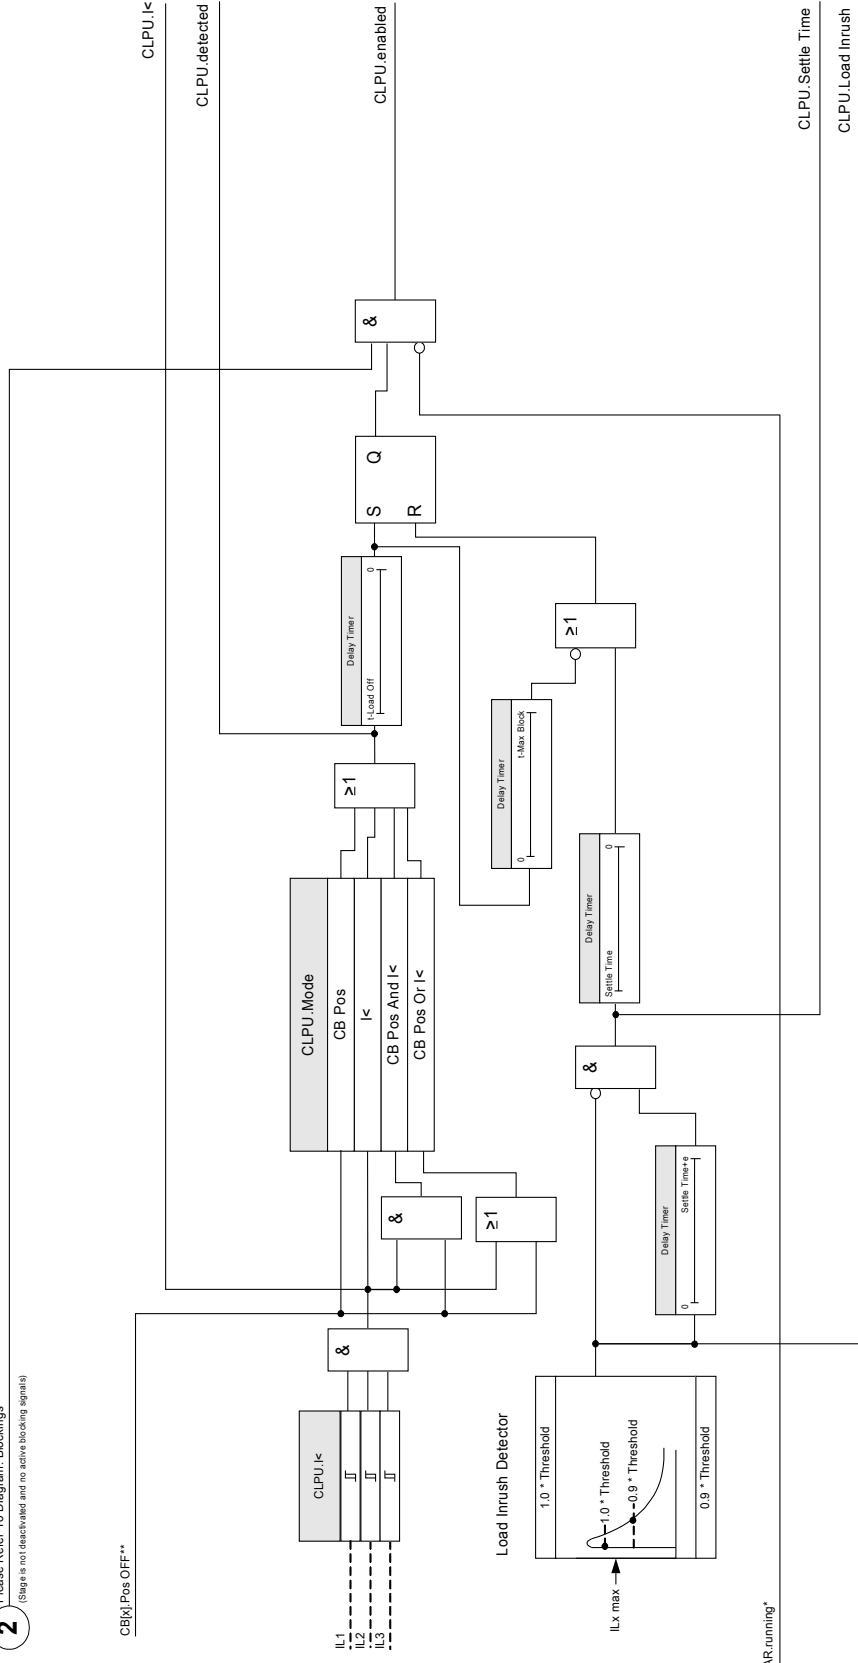 2
Please Refer To Diagram: Blockings
(Stage is not deactivated and no active blocking signals)
CLPU.I<
CLPU.detected
CLPU.enabled
CB[x].Pos OFF**
CLPU.I<
IL1
IL2
IL3
&
CLPU.Mode
CB Pos
I<
CB Pos And I<
CB Pos Or I<
&
≥1
≥1
Delay Timer
t-Load Off
0
S
Q
R
&
Delay Timer
0
t-Max Block
≥1
Load Inrush Detector
1.0 * Threshold
1.0 * Threshold
0.9 * Threshold
0.9 * Threshold
ILx max
Delay Timer
0
Settle Time+e
&
Delay Timer
Settle Time
0
AR.running*
CLPU.Settle Time
CLPU.Load Inrush